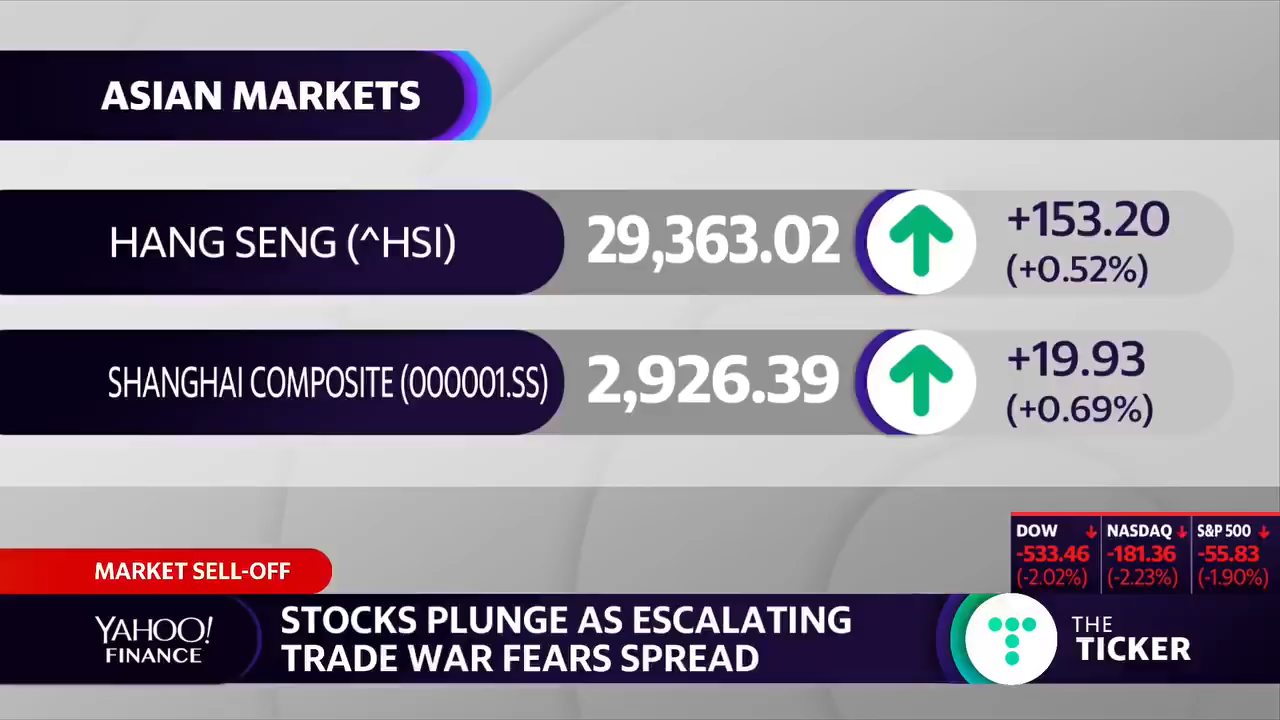 ASIAN MARKETS
HANG SENG (^HSI) 29,363.02 +153.20
(+0.52%)
SHANGHAI COMPOSITE (000001.SS) 2,926.39 +19.93
(+0.69%)
DOW NASDAQ S&P 500
-533.46 -181.36 -55.83
(-2.02%) (-2.23%) (-1.90%)
MARKET SELL-OFF
YAHOO!
FINANCE
STOCKS PLUNGE AS ESCALATING
TRADE WAR FEARS SPREAD
THE
TICKER